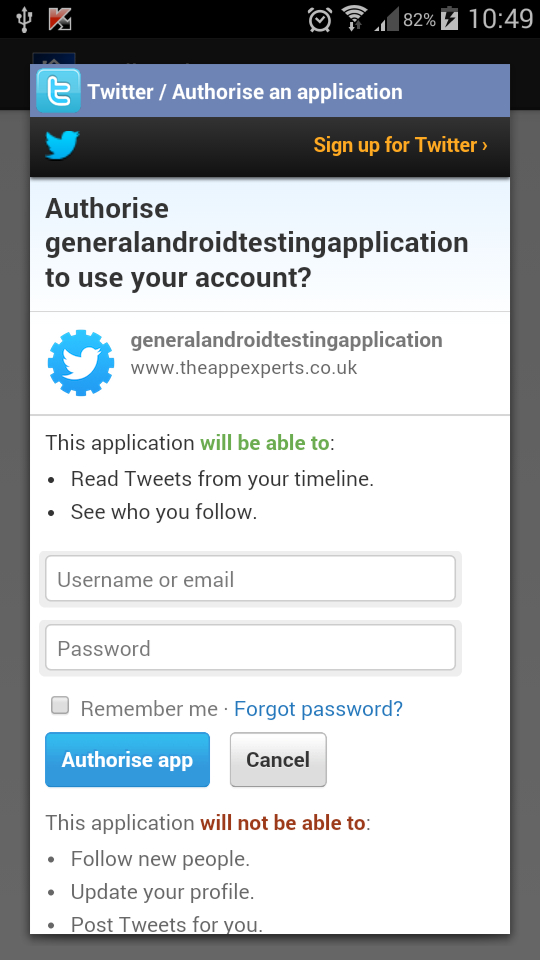 82% 10:49
Twitter / Authorise an application
Sign up for Twitter ›
Authorise
generalandroidtestingapplication
to use your account?
generalandroidtestingapplication
www.theappexperts.co.uk
This application will be able to:
• Read Tweets from your timeline.
• See who you follow.
Username or email
Password
Remember me · Forgot password?
Authorise app Cancel
This application will not be able to:
• Follow new people.
• Update your profile.
• Post Tweets for you.